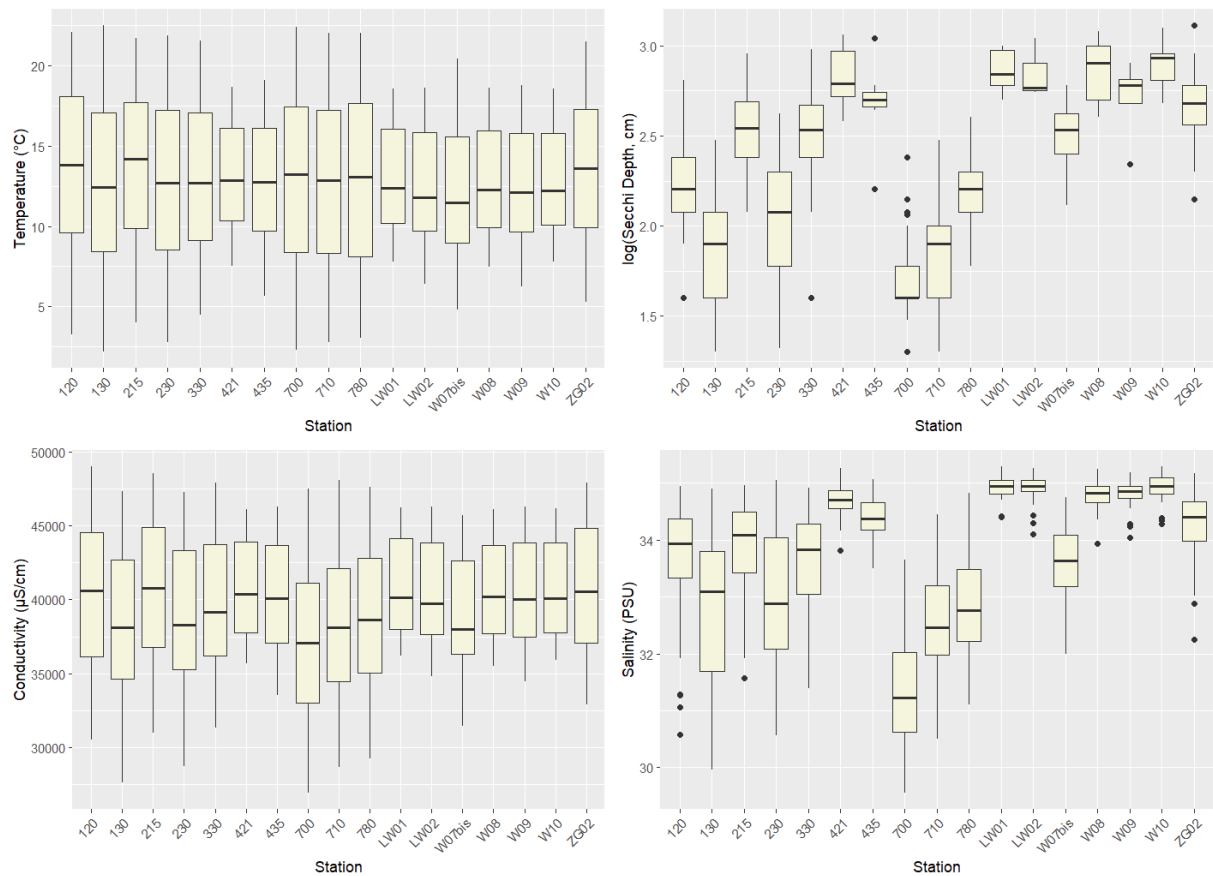 Temperature (°C)
20
15
10
5
120 130 215 230 330 421 435 700 710 780 LW01 LW02 W07bis W08 W09 W10 ZG02
Station
log(Secchi Depth, cm)
3.0
2.5
2.0
1.5
120 130 215 230 330 421 435 700 710 780 LW01 LW02 W07bis W08 W09 W10 ZG02
Station
Conductivity (µS/cm)
50000
45000
40000
35000
30000
120 130 215 230 330 421 435 700 710 780 LW01 LW02 W07bis W08 W09 W10 ZG02
Station
Salinity (PSU)
34
32
30
120 130 215 230 330 421 435 700 710 780 LW01 LW02 W07bis W08 W09 W10 ZG02
Station